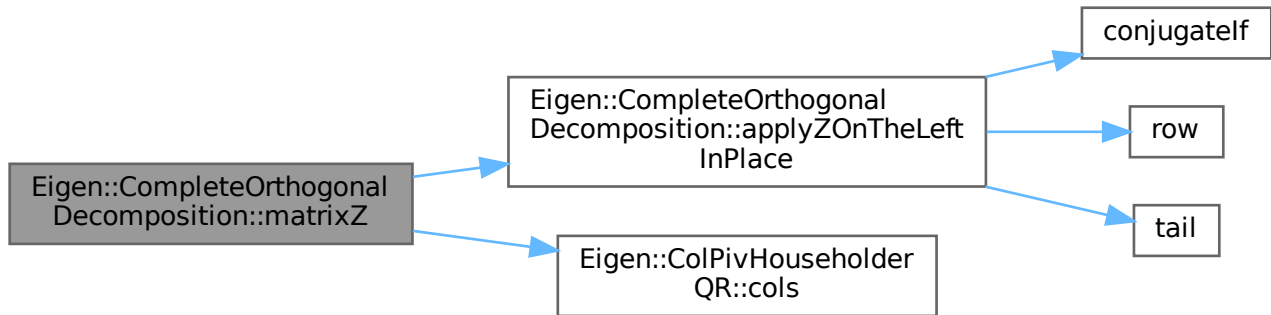 Eigen::CompleteOrthogonal
Decomposition::matrixZ
Eigen::CompleteOrthogonal
Decomposition::applyZOnTheLeft
InPlace
Eigen::ColPivHouseholder
QR::cols
conjugateIf
row
tail